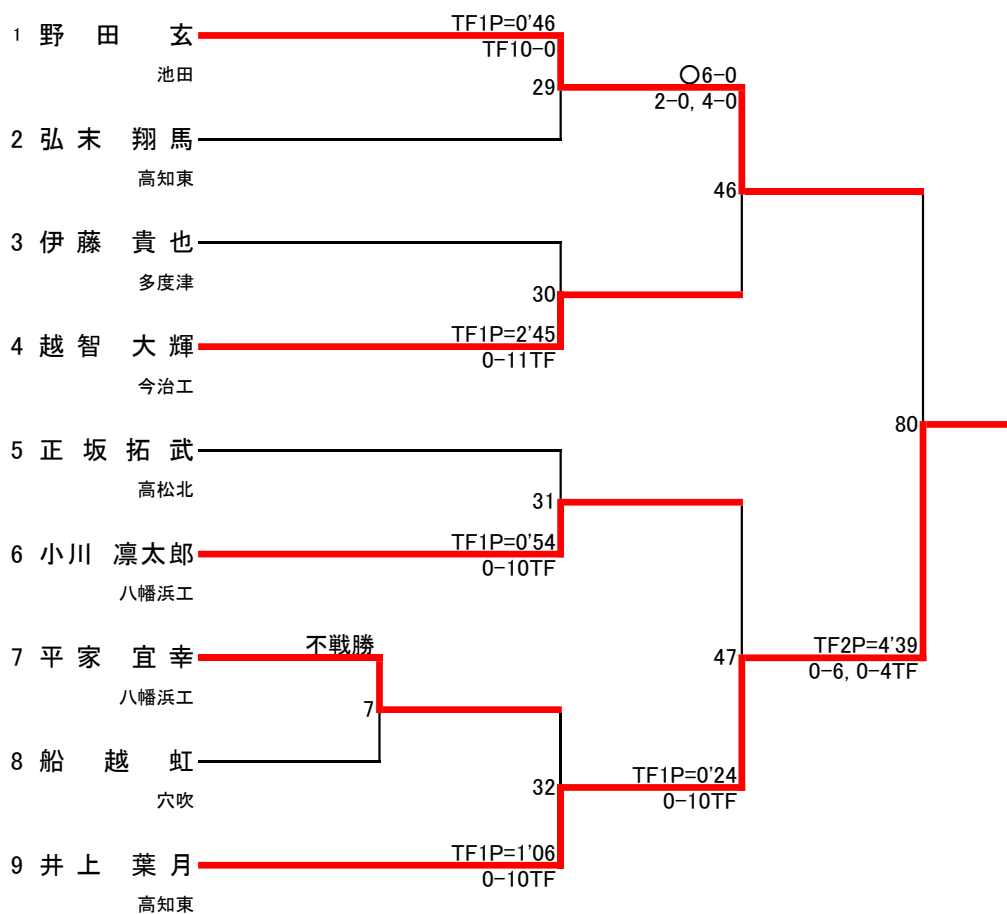 TF1P=0'46
1 野田 玄
TF10-0
池田
〇6-0
29
2-0, 4-0
2 弘末 翔馬
高知東
46
3 伊藤 貴也
多度津
30
TF1P=2'45
4 越智 大輝
0-11TF
今治工
80
5 正坂拓武
高松北
31
TF1P=0'54
6 小川 凛太郎
0-10TF
八幡浜工
不戦勝
7 平家 宜幸
TF2P=4'39
47
0-6, 0-4TF
八幡浜工
7
8 船越 虹
TF1P=0'24
32
穴吹
0-10TF
TF1P=1'06
9 井上 葉月
0-10TF
高知東